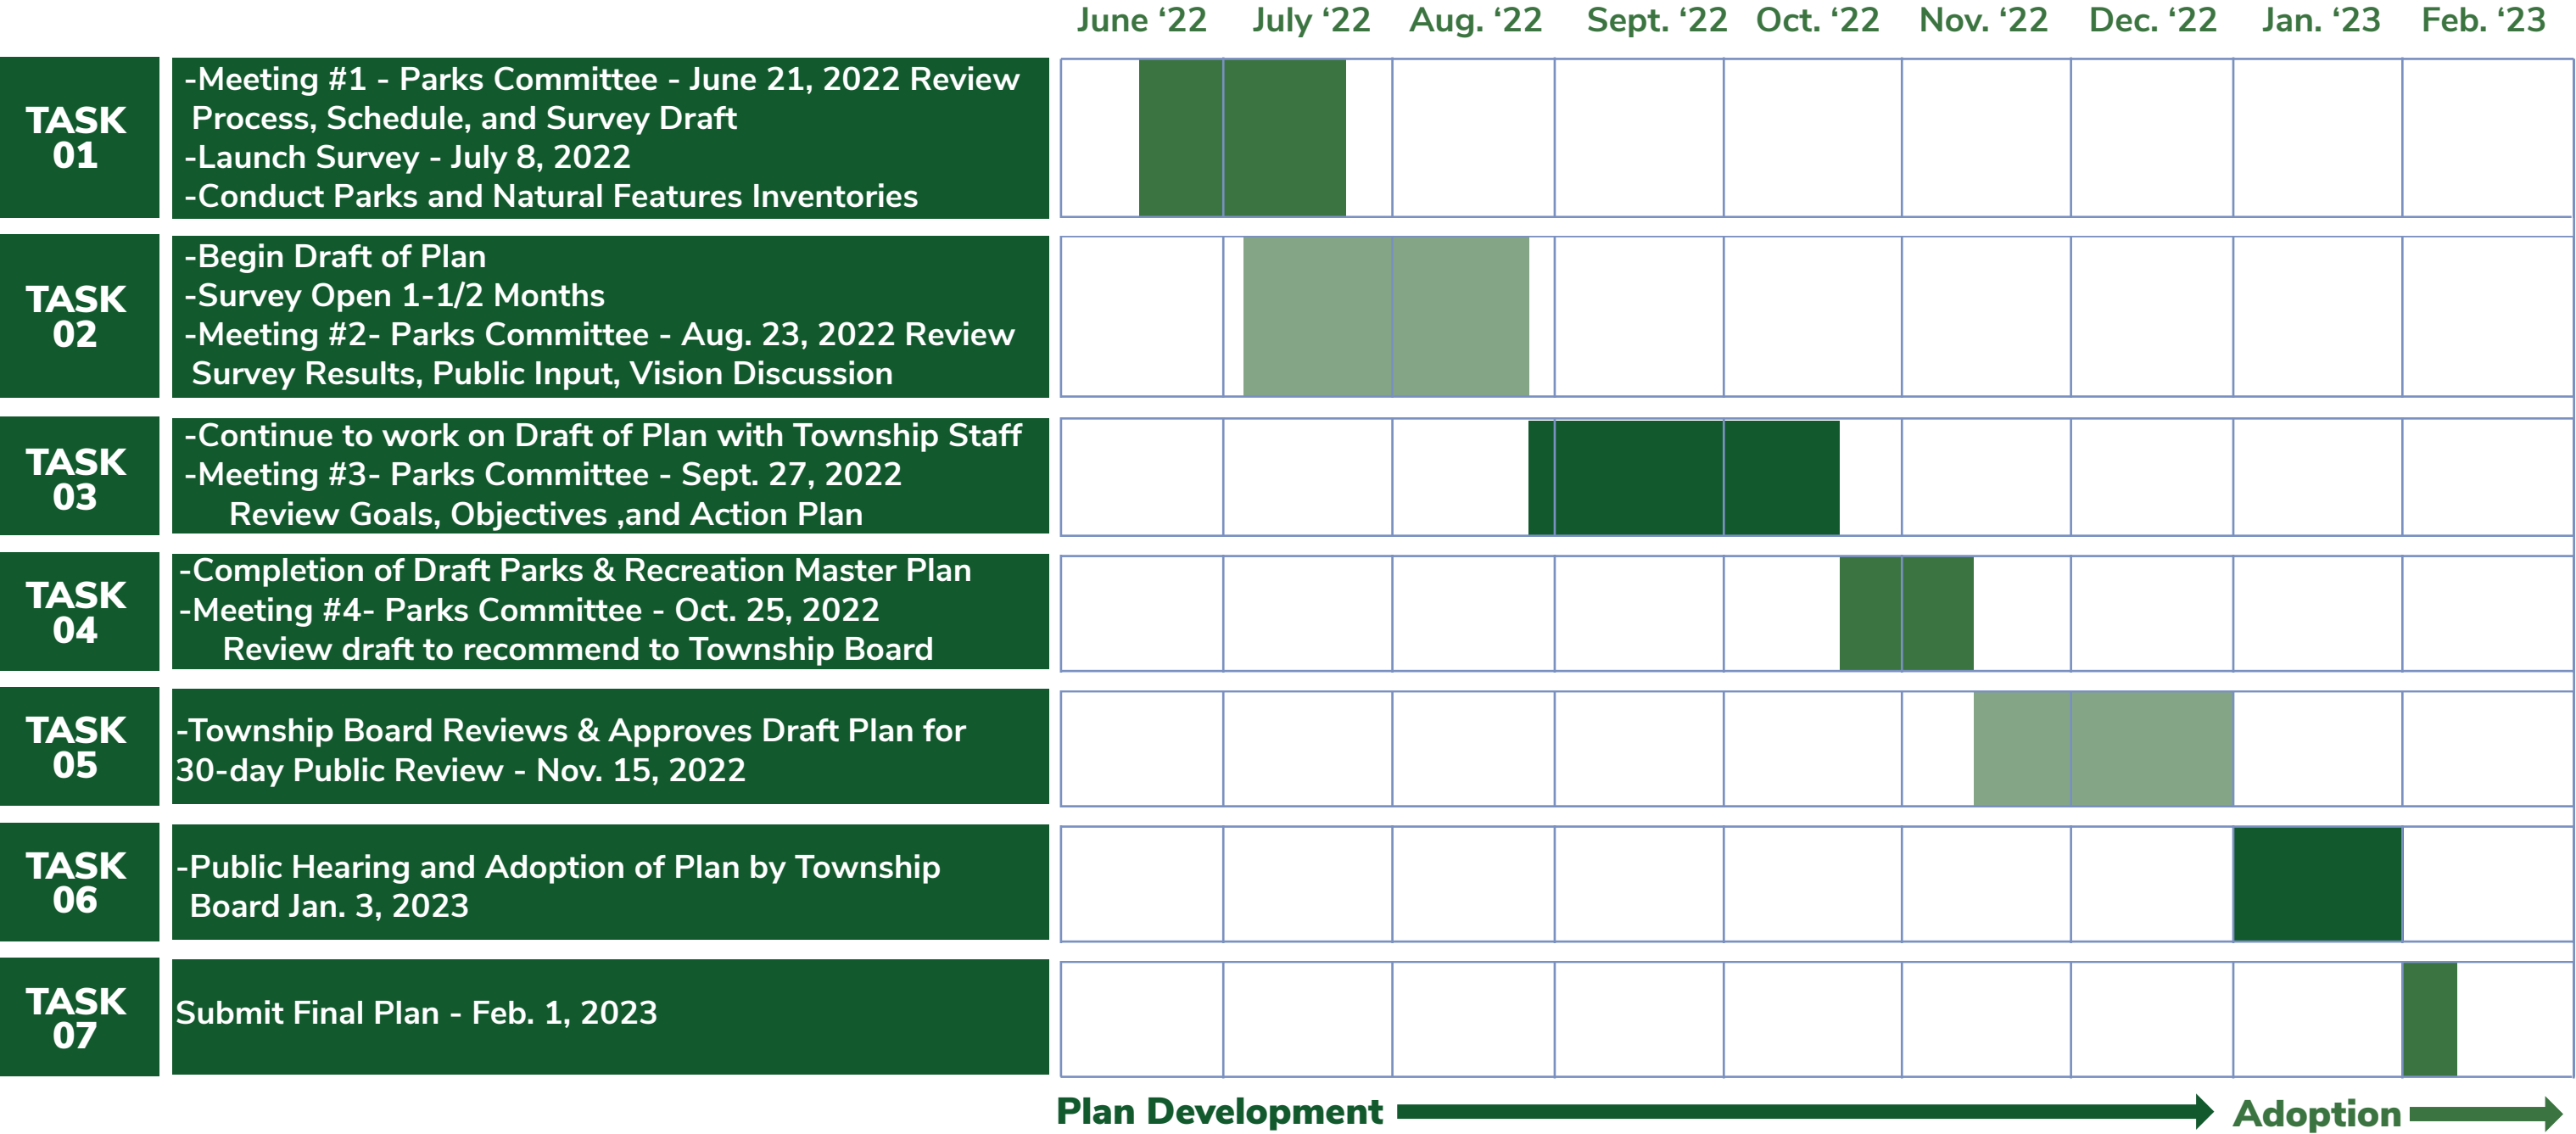 June ‘22 July ‘22 Aug. ‘22 Sept. ‘22 Oct. ‘22 Nov. ‘22 Dec. ‘22 Jan. ‘23 Feb. ‘23
TASK
01
-Meeting #1 - Parks Committee - June 21, 2022 Review
Process, Schedule, and Survey Draft
-Launch Survey - July 8, 2022
-Conduct Parks and Natural Features Inventories
TASK
02
-Begin Draft of Plan
-Survey Open 1-1/2 Months
-Meeting #2- Parks Committee - Aug. 23, 2022 Review
Survey Results, Public Input, Vision Discussion
TASK
03
-Continue to work on Draft of Plan with Township Staff
-Meeting #3- Parks Committee - Sept. 27, 2022
Review Goals, Objectives ,and Action Plan
TASK
04
-Completion of Draft Parks & Recreation Master Plan
-Meeting #4- Parks Committee - Oct. 25, 2022
Review draft to recommend to Township Board
TASK
05
-Township Board Reviews & Approves Draft Plan for
30-day Public Review - Nov. 15, 2022
TASK
06
-Public Hearing and Adoption of Plan by Township
Board Jan. 3, 2023
TASK
07
Submit Final Plan - Feb. 1, 2023
Plan Development Adoption